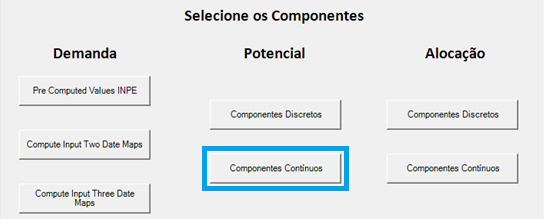 Selecione os Componentes
Demanda
Potencial
Alocação
Pre Computed Values INPE
Compute Input Two Date Maps
Compute Input Three Date
Maps
Componentes Discretos
Componentes Contínuos
Componentes Discretos
Componentes Contínuos